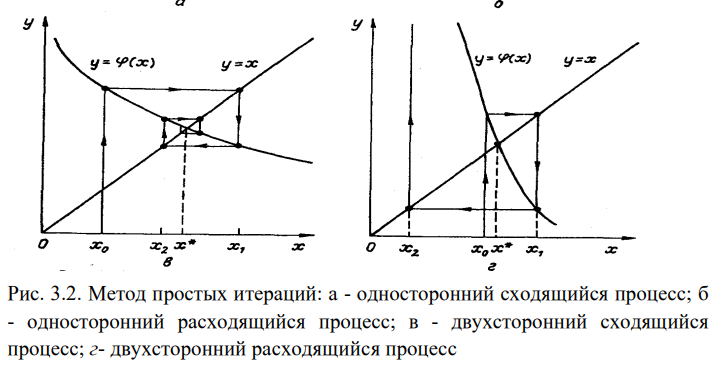 а б
y y
y = φ(x) y = x y = φ(x) y = x
0 x₀ x₂ x* x₁ x 0 x₂ x₀ x* x₁ x
в г
Рис. 3.2. Метод простых итераций: а - односторонний сходящийся процесс; б
- односторонний расходящийся процесс; в - двухсторонний сходящийся
процесс; г- двухсторонний расходящийся процесс